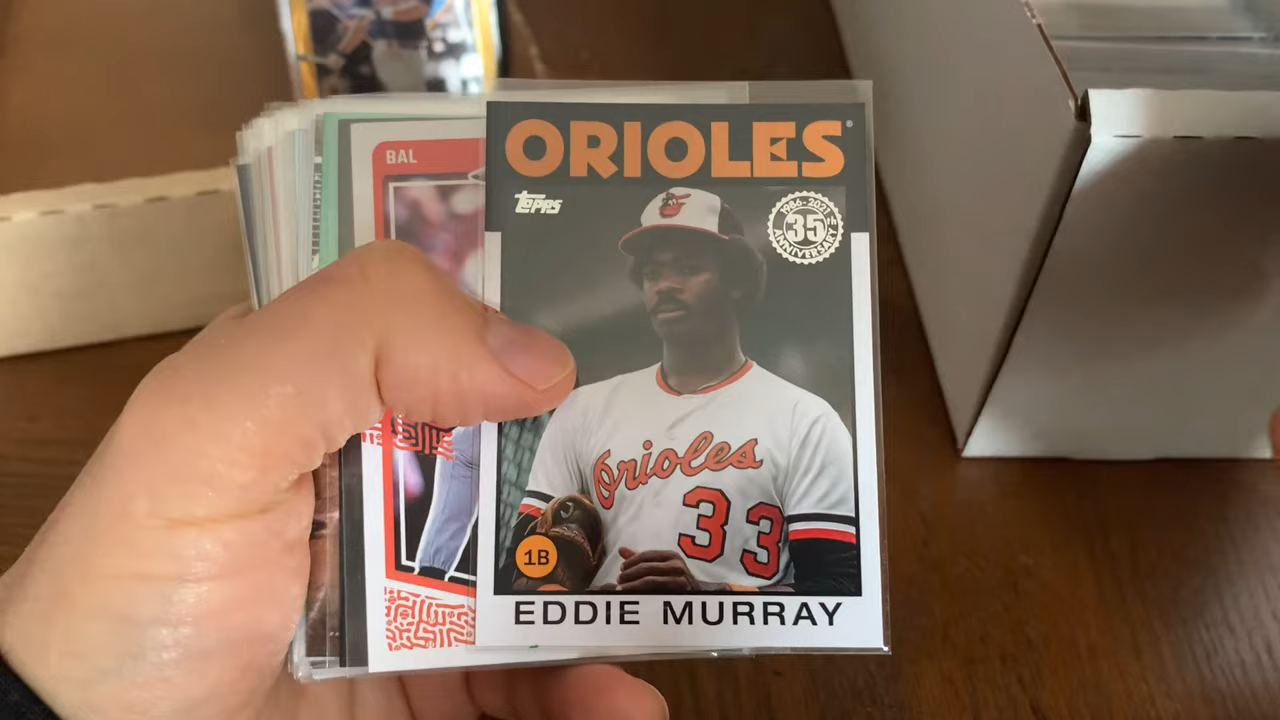 BAL
ORIOLES®
Topps
1986-2021
35th
ANNIVERSARY
Orioles
33
1B
EDDIE MURRAY